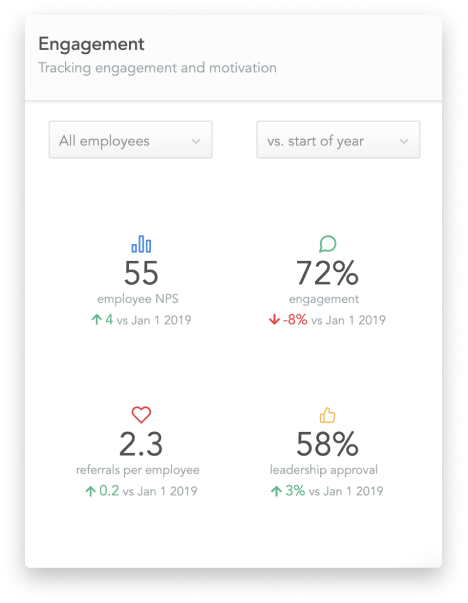 Engagement
Tracking engagement and motivation
All employees
vs. start of year
55
employee NPS
4 vs Jan 1 2019
72%
engagement
-8% vs Jan 1 2019
2.3
referrals per employee
0.2 vs Jan 1 2019
58%
leadership approval
3% vs Jan 1 2019